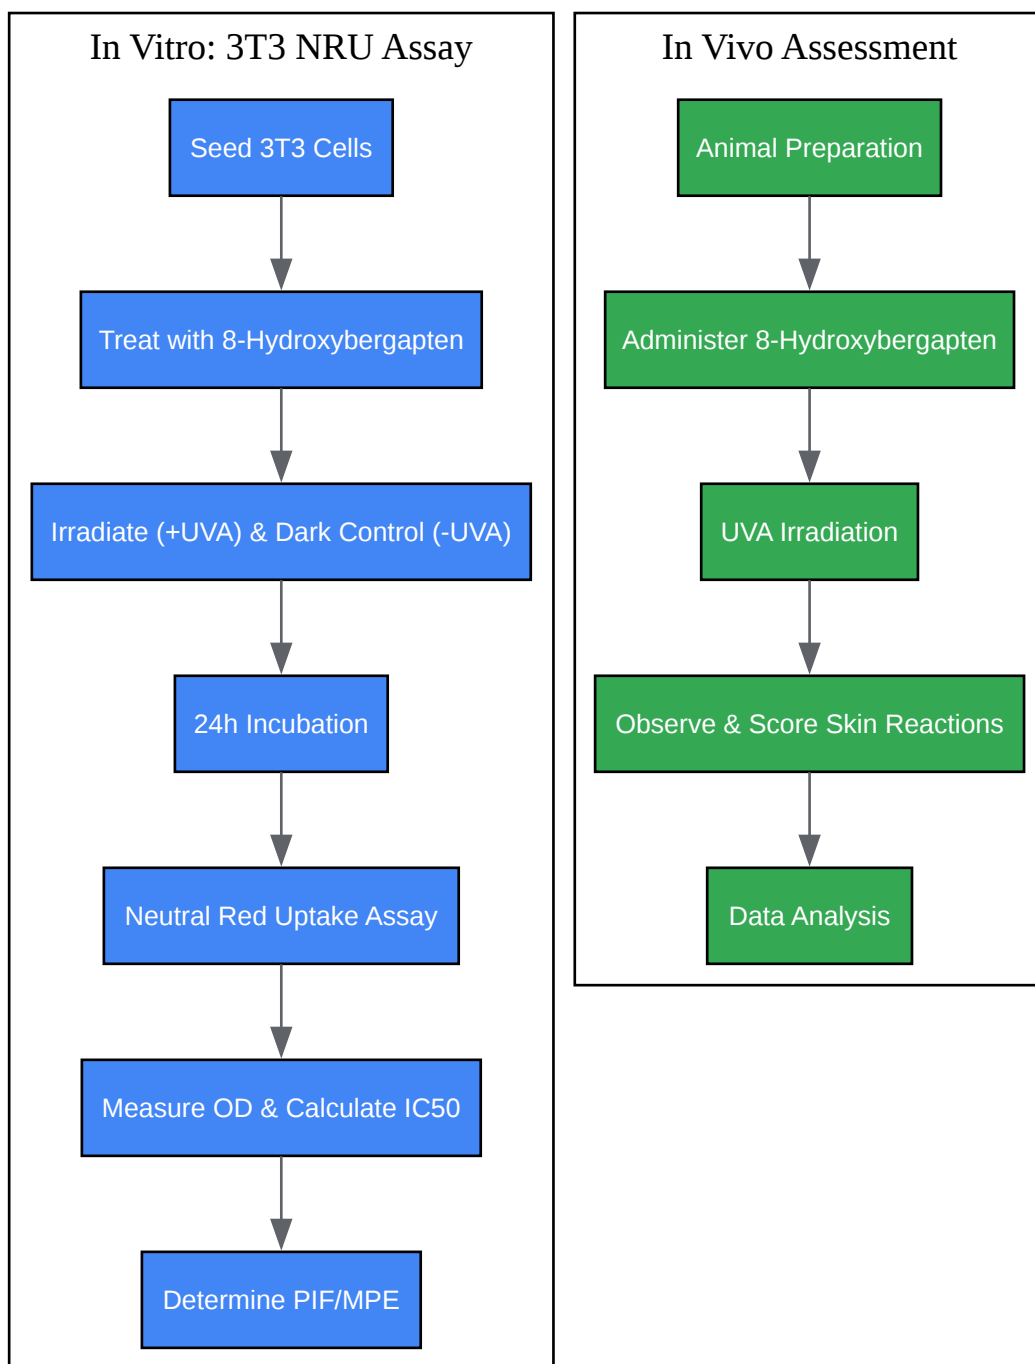 In Vitro: 3T3 NRU Assay
Seed 3T3 Cells
Treat with 8-Hydroxybergapten
Irradiate (+UVA) & Dark Control (-UVA)
24h Incubation
Neutral Red Uptake Assay
Measure OD & Calculate IC50
Determine PIF/MPE
In Vivo Assessment
Animal Preparation
Administer 8-Hydroxybergapten
UVA Irradiation
Observe & Score Skin Reactions
Data Analysis